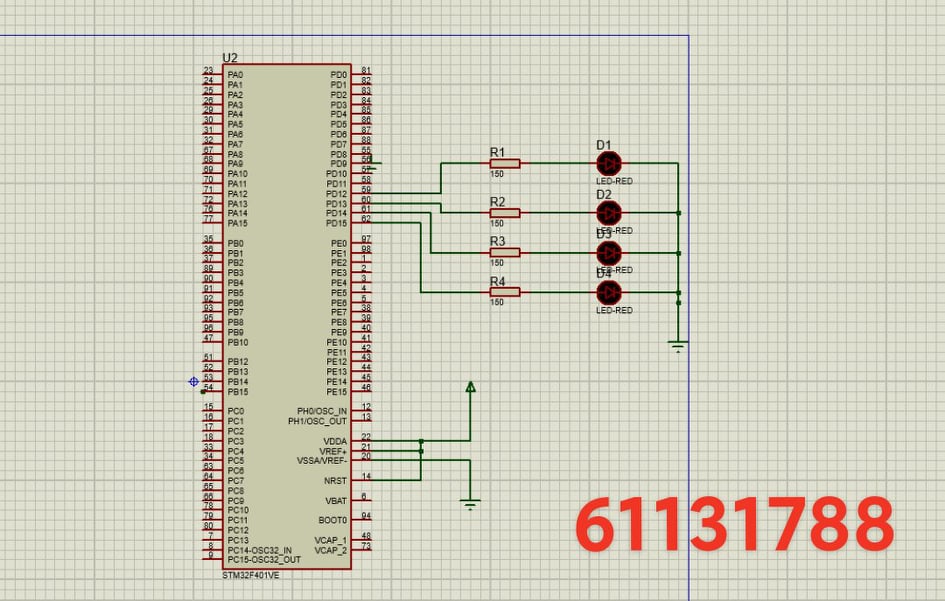 U2
23 PA0 PD0 81
24 PA1 PD1 82
25 PA2 PD2 83
26 PA3 PD3 84
29 PA4 PD4 85
30 PA5 PD5 86
31 PA6 PD6 87
32 PA7 PD7 88
67 PA8 PD8 55
68 PA9 PD9 56
69 PA10 PD10 57
70 PA11 PD11 58
71 PA12 PD12 59
72 PA13 PD13 60
76 PA14 PD14 61
77 PA15 PD15 62
35 PB0 PE0 97
36 PB1 PE1 98
37 PB2 PE2 1
89 PB3 PE3 2
90 PB4 PE4 3
91 PB5 PE5 4
92 PB6 PE6 5
93 PB7 PE7 38
95 PB8 PE8 39
96 PB9 PE9 40
47 PB10 PE10 41
PE11 42
51 PB12 PE12 43
52 PB13 PE13 44
53 PB14 PE14 45
54 PB15 PE15 46
15 PC0 PH0/OSC_IN 12
16 PC1 PH1/OSC_OUT 13
17 PC2
18 PC3 VDDA 22
33 PC4 VREF+ 21
34 PC5 VSSA/VREF- 20
63 PC6
64 PC7 NRST 14
65 PC8
66 PC9 VBAT 6
78 PC10
79 PC11 BOOT0 94
80 PC12
7 PC13 VCAP_1 48
8 PC14-OSC32_IN VCAP_2 73
9 PC15-OSC32_OUT
STM32F401VE
R1
150
D1
LED-RED
R2
150
D2
LED-RED
R3
150
D3
LED-RED
R4
150
D4
LED-RED
61131788